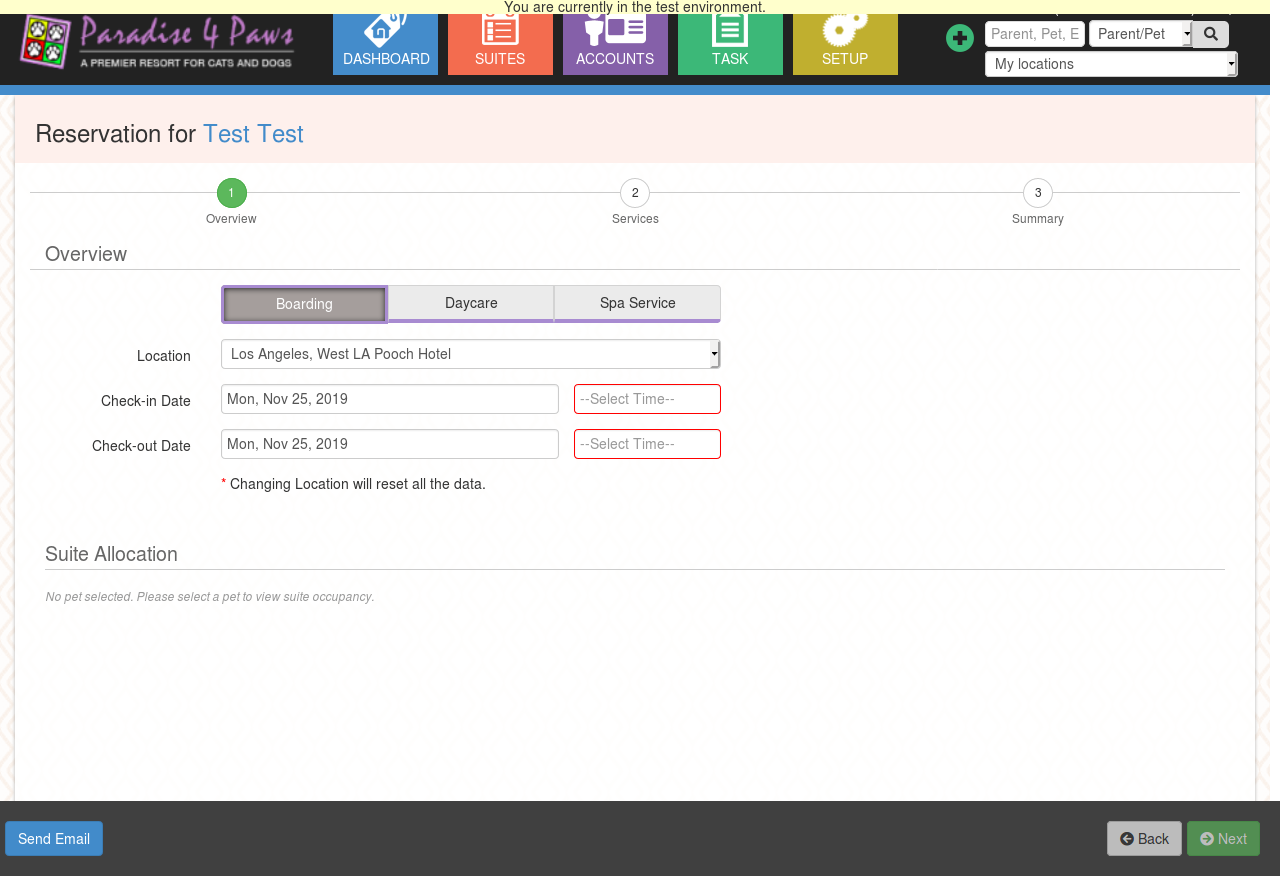 You are currently in the test environment.
Paradise 4 Paws
A PREMIER RESORT FOR CATS AND DOGS
DASHBOARD
SUITES
ACCOUNTS
TASK
SETUP
Parent, Pet, E
Parent/Pet
My locations
Reservation for Test Test
1
2
3
Overview
Services
Summary
Overview
Boarding
Daycare
Spa Service
Location
Los Angeles, West LA Pooch Hotel
Check-in Date
Mon, Nov 25, 2019
--Select Time--
Check-out Date
Mon, Nov 25, 2019
--Select Time--
* Changing Location will reset all the data.
Suite Allocation
No pet selected. Please select a pet to view suite occupancy.
Send Email
Back
Next